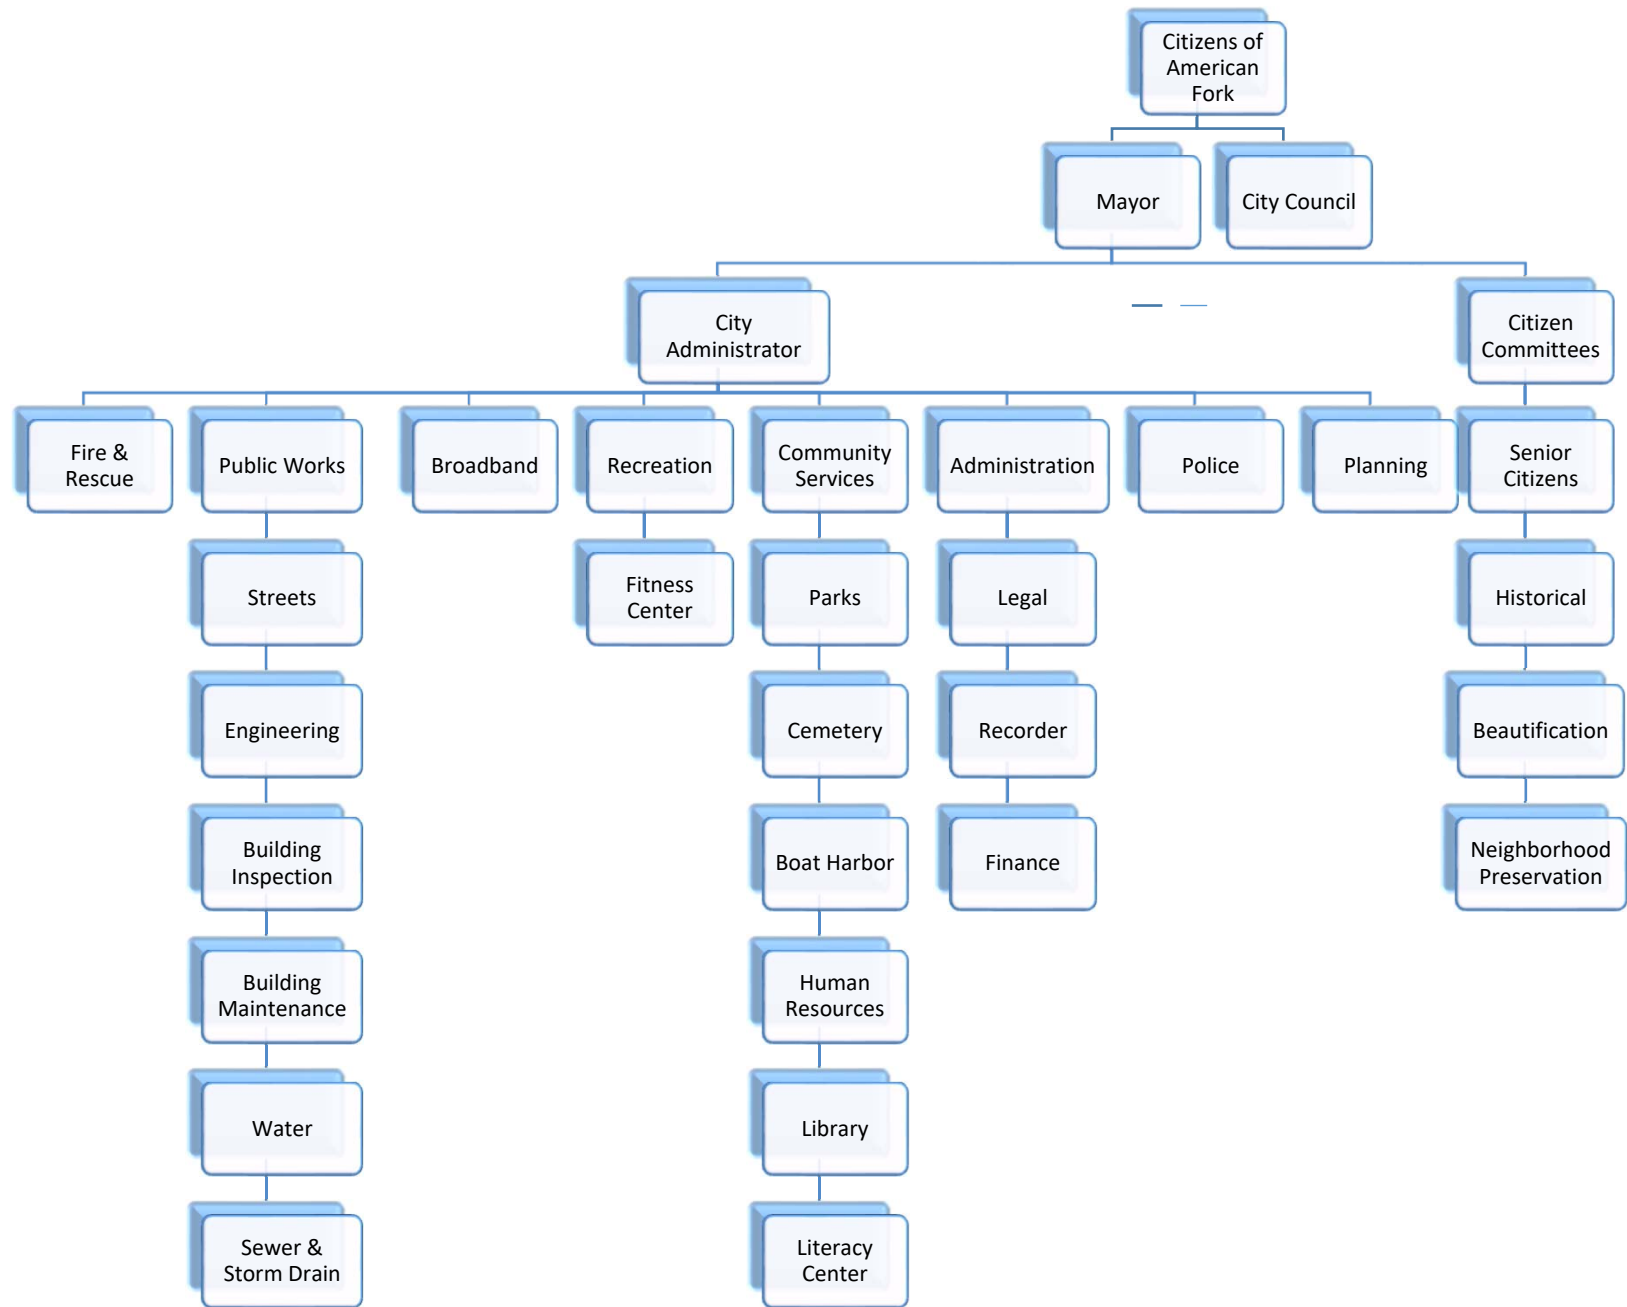 Citizens of
American
Fork
Mayor
City Council
City
Administrator
Citizen
Committees
Fire &
Rescue
Public Works
Broadband
Recreation
Community
Services
Administration
Police
Planning
Senior
Citizens
Streets
Fitness
Center
Parks
Legal
Historical
Engineering
Cemetery
Recorder
Beautification
Building
Inspection
Boat Harbor
Finance
Neighborhood
Preservation
Building
Maintenance
Human
Resources
Water
Library
Sewer &
Storm Drain
Literacy
Center